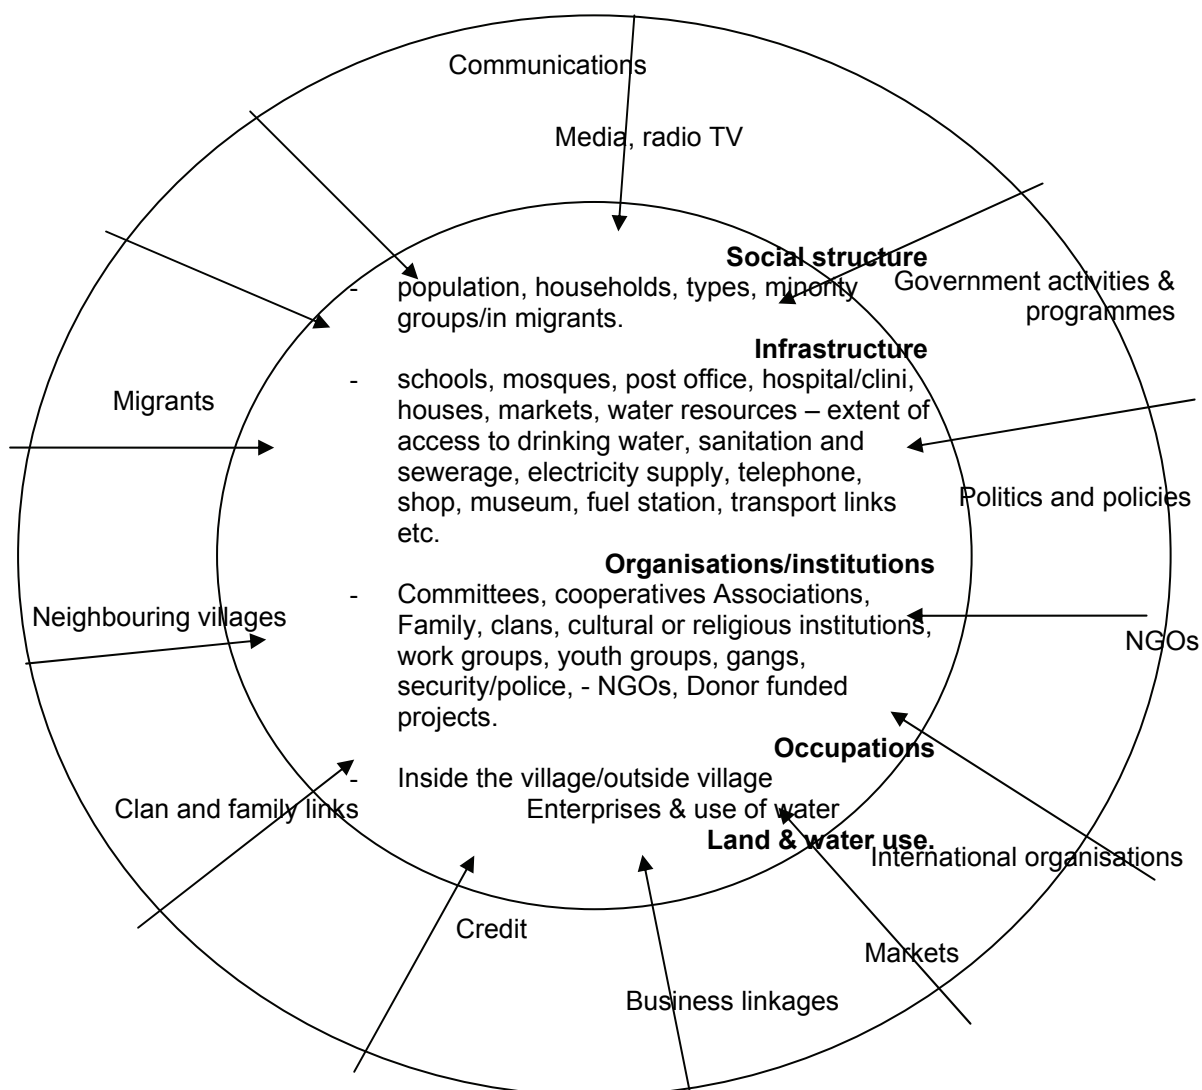 Communications
Media, radio TV
Social structure
- population, households, types, minority
groups/in migrants.
Government activities &
programmes
Infrastructure
- schools, mosques, post office, hospital/clini,
houses, markets, water resources – extent of
access to drinking water, sanitation and
sewerage, electricity supply, telephone,
shop, museum, fuel station, transport links
etc.
Migrants
Politics and policies
Organisations/institutions
- Committees, cooperatives Associations,
Family, clans, cultural or religious institutions,
work groups, youth groups, gangs,
security/police, - NGOs, Donor funded
projects.
Neighbouring villages
NGOs
Occupations
- Inside the village/outside village
Enterprises & use of water
Land & water use.
Clan and family links
International organisations
Credit
Markets
Business linkages